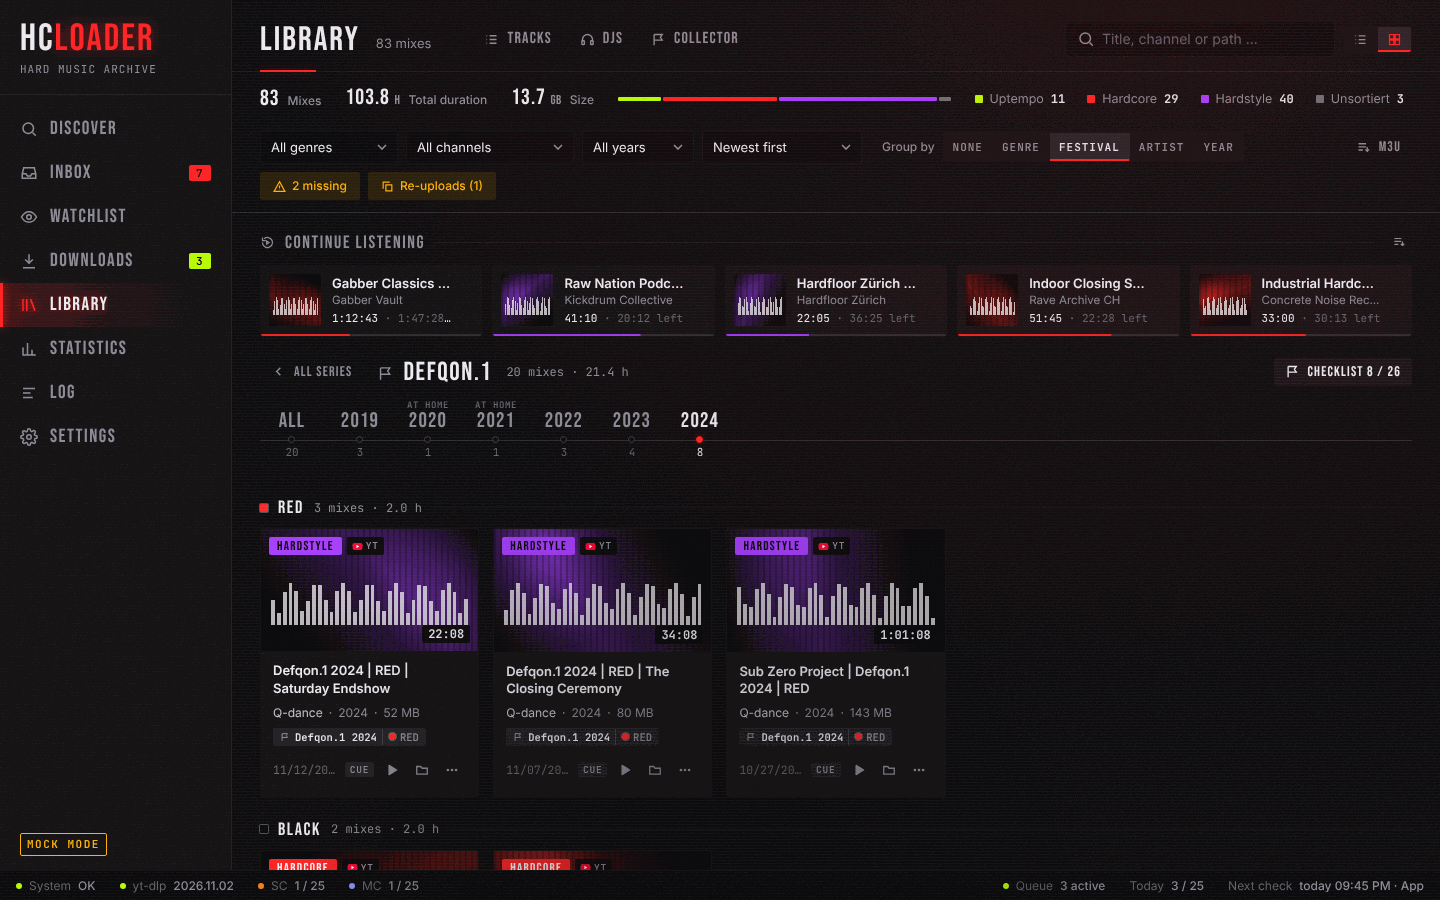 HCLOADER
HARD MUSIC ARCHIVE
DISCOVER
INBOX 7
WATCHLIST
DOWNLOADS 3
LIBRARY
STATISTICS
LOG
SETTINGS
MOCK MODE
LIBRARY 83 mixes
TRACKS DJS COLLECTOR
Title, channel or path ...
83 Mixes 103.8 H Total duration 13.7 GB Size
Uptempo 11 Hardcore 29 Hardstyle 40 Unsortiert 3
All genres All channels All years Newest first Group by NONE GENRE FESTIVAL ARTIST YEAR M3U
2 missing Re-uploads (1)
CONTINUE LISTENING
Gabber Classics ...
Gabber Vault
1:12:43 · 1:47:28…
Raw Nation Podc...
Kickdrum Collective
41:10 · 20:12 left
Hardfloor Zürich ...
Hardfloor Zürich
22:05 · 36:25 left
Indoor Closing S...
Rave Archive CH
51:45 · 22:28 left
Industrial Hardc...
Concrete Noise Rec...
33:00 · 30:13 left
ALL SERIES DEFQON.1 20 mixes · 21.4 h CHECKLIST 8 / 26
AT HOME AT HOME
ALL 2019 2020 2021 2022 2023 2024
20 3 1 1 3 4 8
RED 3 mixes · 2.0 h
HARDSTYLE YT
22:08
Defqon.1 2024 | RED |
Saturday Endshow
Q-dance · 2024 · 52 MB
Defqon.1 2024 RED
11/12/20… CUE
HARDSTYLE YT
34:08
Defqon.1 2024 | RED | The
Closing Ceremony
Q-dance · 2024 · 80 MB
Defqon.1 2024 RED
11/07/20… CUE
HARDSTYLE YT
1:01:08
Sub Zero Project | Defqon.1
2024 | RED
Q-dance · 2024 · 143 MB
Defqon.1 2024 RED
10/27/20… CUE
BLACK 2 mixes · 2.0 h
HARDCORE YT
HARDCORE YT
System OK yt-dlp 2026.11.02 SC 1 / 25 MC 1 / 25
Queue 3 active Today 3 / 25 Next check today 09:45 PM · App